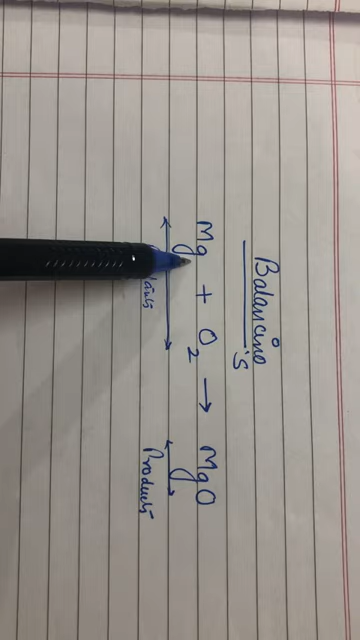 Balancing
Mg + O₂ → MgO
Products